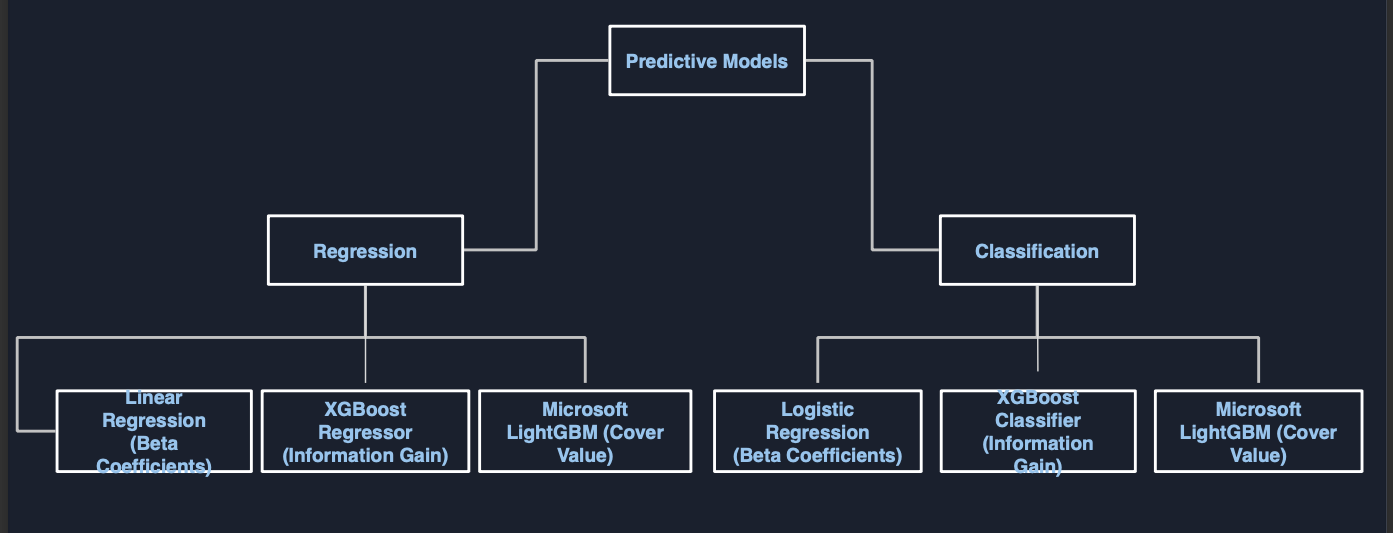 Predictive Models
Regression
Classification
Linear
Regression
(Beta
Coefficients)
XGBoost
Regressor
(Information Gain)
Microsoft
LightGBM (Cover
Value)
Logistic
Regression
(Beta Coefficients)
XGBoost
Classifier
(Information
Gain)
Microsoft
LightGBM (Cover
Value)